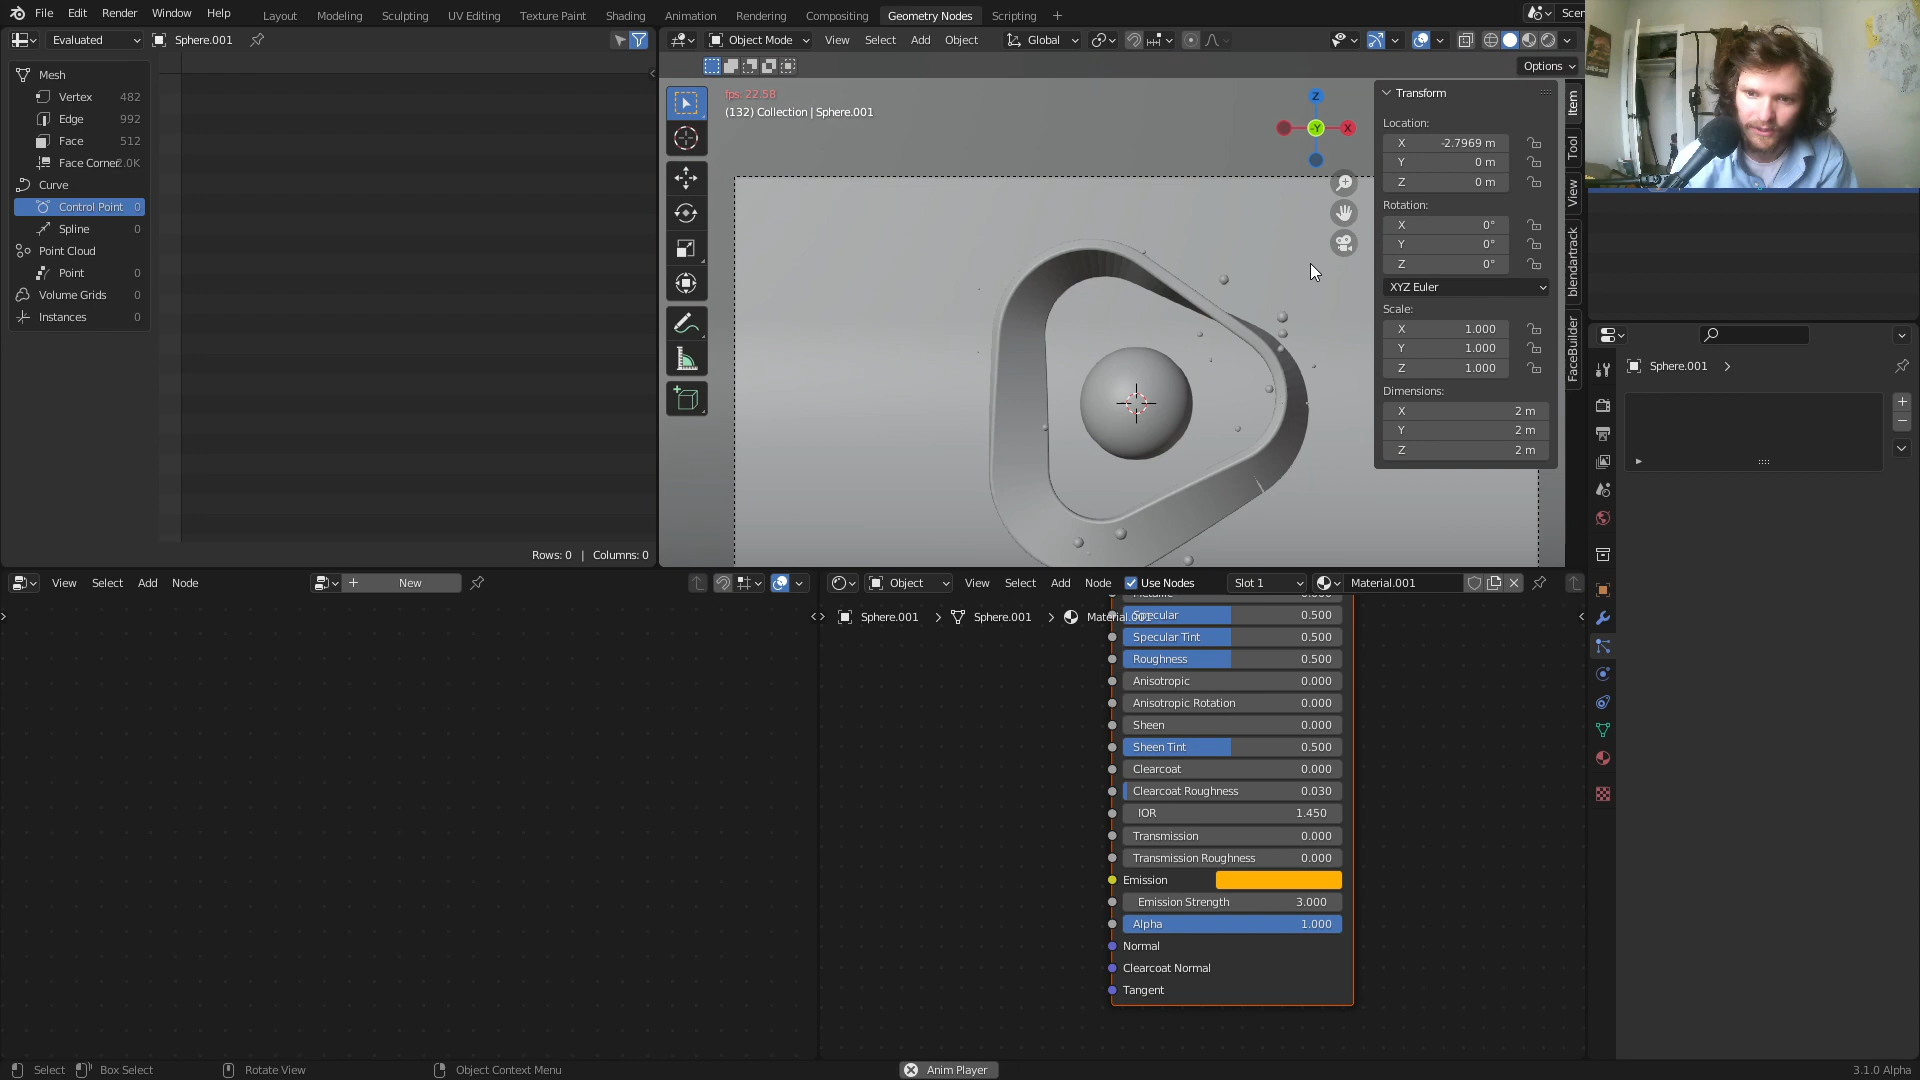 File Edit Render Window Help
Layout Modeling Sculpting UV Editing Texture Paint Shading Animation Rendering Compositing Geometry Nodes Scripting +
Scer
Evaluated Sphere.001
Object Mode View Select Add Object Global
Options
Mesh
Vertex 482
Edge 992
Face 512
Face Corner 2.0K
Curve
Control Point 0
Spline 0
Point Cloud
Point 0
Volume Grids 0
Instances 0
Rows: 0 | Columns: 0
fps: 22.58
(132) Collection | Sphere.001
Z
-Y
X
Transform
Location:
X -2.7969 m
Y 0 m
Z 0 m
Rotation:
X 0°
Y 0°
Z 0°
XYZ Euler
Scale:
X 1.000
Y 1.000
Z 1.000
Dimensions:
X 2 m
Y 2 m
Z 2 m
Item
Tool
View
blendartrack
FaceBuilder
Sphere.001
View Select Add Node
New
Object View Select Add Node Use Nodes Slot 1 Material.001
Sphere.001 > Sphere.001 > Material.001
Specular 0.500
Specular Tint 0.500
Roughness 0.500
Anisotropic 0.000
Anisotropic Rotation 0.000
Sheen 0.000
Sheen Tint 0.500
Clearcoat 0.000
Clearcoat Roughness 0.030
IOR 1.450
Transmission 0.000
Transmission Roughness 0.000
Emission
Emission Strength 3.000
Alpha 1.000
Normal
Clearcoat Normal
Tangent
Select Box Select Rotate View Object Context Menu Anim Player 3.1.0 Alpha